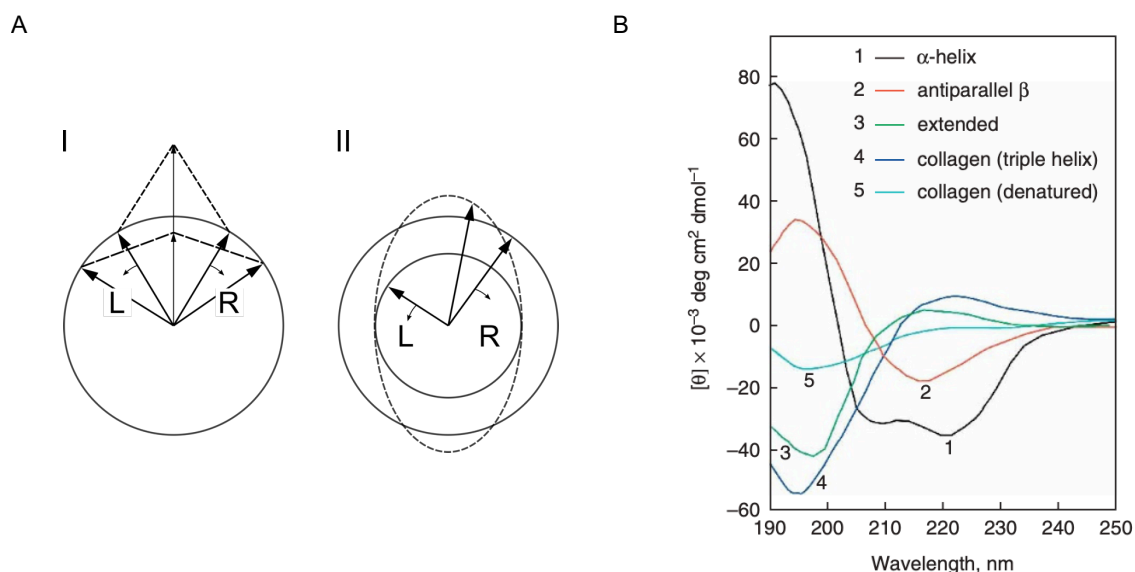 A
B
I
II
L
R
L
R
1 α-helix
2 antiparallel β
3 extended
4 collagen (triple helix)
5 collagen (denatured)
80
60
40
20
0
−20
−40
−60
[θ] × 10⁻³ deg cm² dmol⁻¹
5
2
3
4
1
190 200 210 220 230 240 250
Wavelength, nm